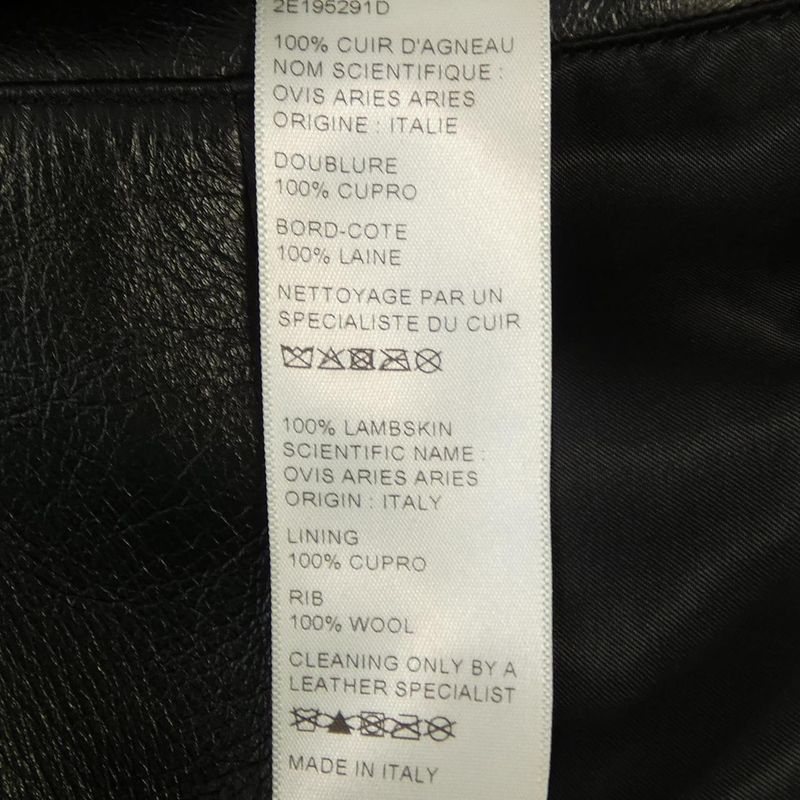 2E195291D
100% CUIR D'AGNEAU
NOM SCIENTIFIQUE :
OVIS ARIES ARIES
ORIGINE : ITALIE
DOUBLURE
100% CUPRO
BORD-COTE
100% LAINE
NETTOYAGE PAR UN
SPECIALISTE DU CUIR
100% LAMBSKIN
SCIENTIFIC NAME :
OVIS ARIES ARIES
ORIGIN : ITALY
LINING
100% CUPRO
RIB
100% WOOL
CLEANING ONLY BY A
LEATHER SPECIALIST
MADE IN ITALY